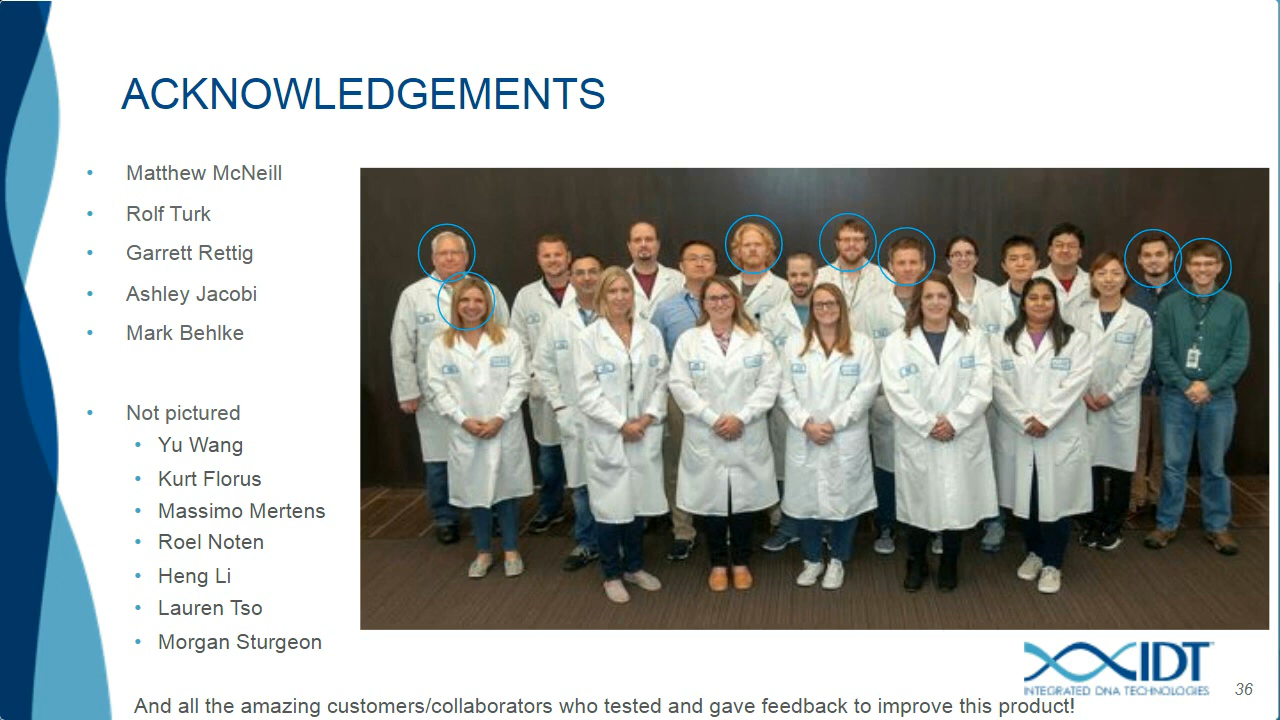 ACKNOWLEDGEMENTS
• Matthew McNeill
• Rolf Turk
• Garrett Rettig
• Ashley Jacobi
• Mark Behlke
• Not pictured
• Yu Wang
• Kurt Florus
• Massimo Mertens
• Roel Noten
• Heng Li
• Lauren Tso
• Morgan Sturgeon
IDT
INTEGRATED DNA TECHNOLOGIES
36
And all the amazing customers/collaborators who tested and gave feedback to improve this product!